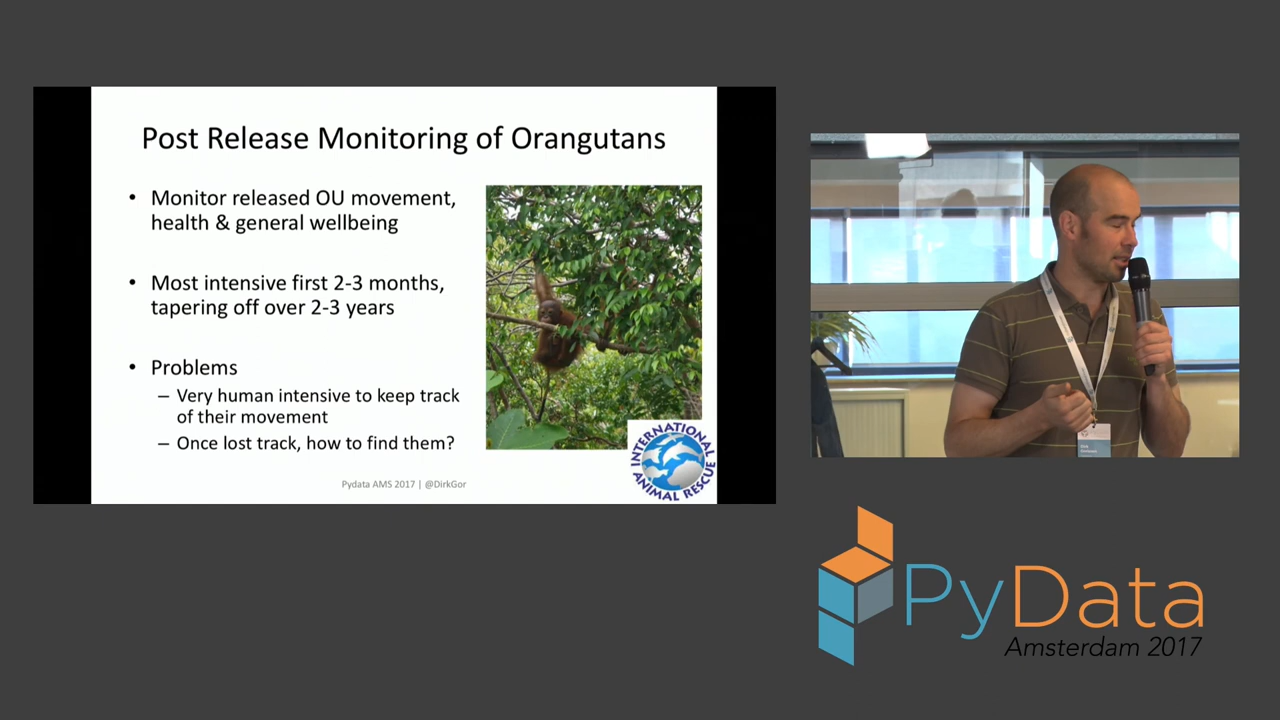 Post Release Monitoring of Orangutans
• Monitor released OU movement,
health & general wellbeing
• Most intensive first 2-3 months,
tapering off over 2-3 years
• Problems
– Very human intensive to keep track
of their movement
– Once lost track, how to find them?
Pydata AMS 2017 | @DirkGor
INTERNATIONAL
ANIMAL RESCUE
PyData
Amsterdam 2017